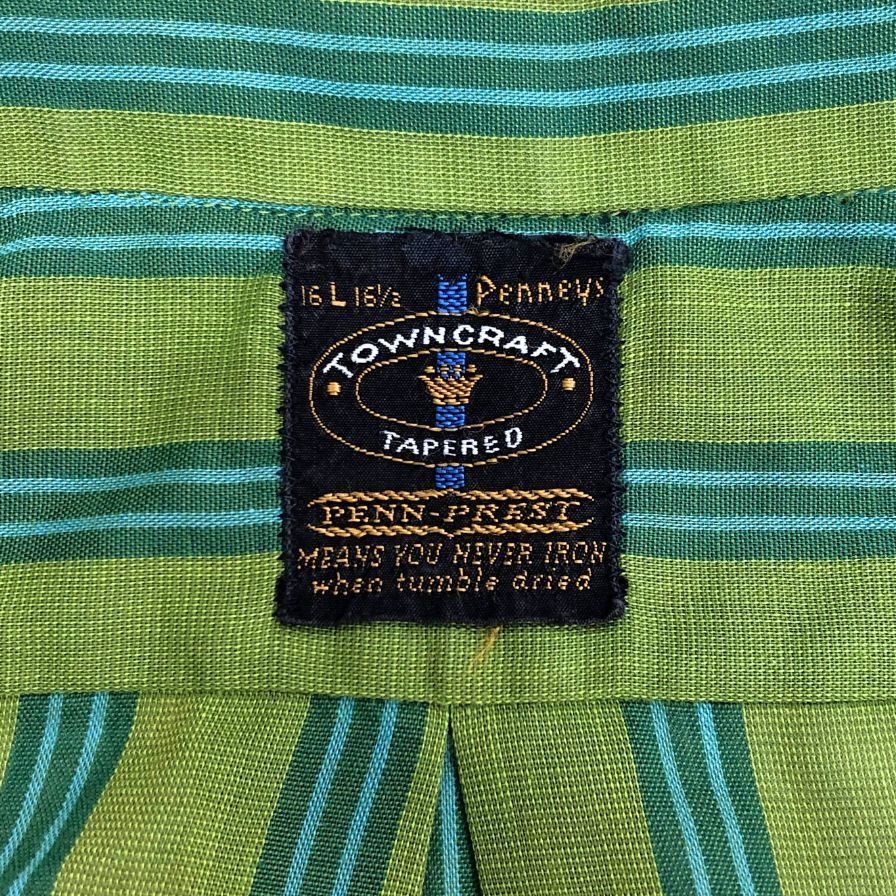 16 L 16½ Penneys
TOWNCRAFT
TAPERED
PENN-PREST
MEANS YOU NEVER IRON
when tumble dried